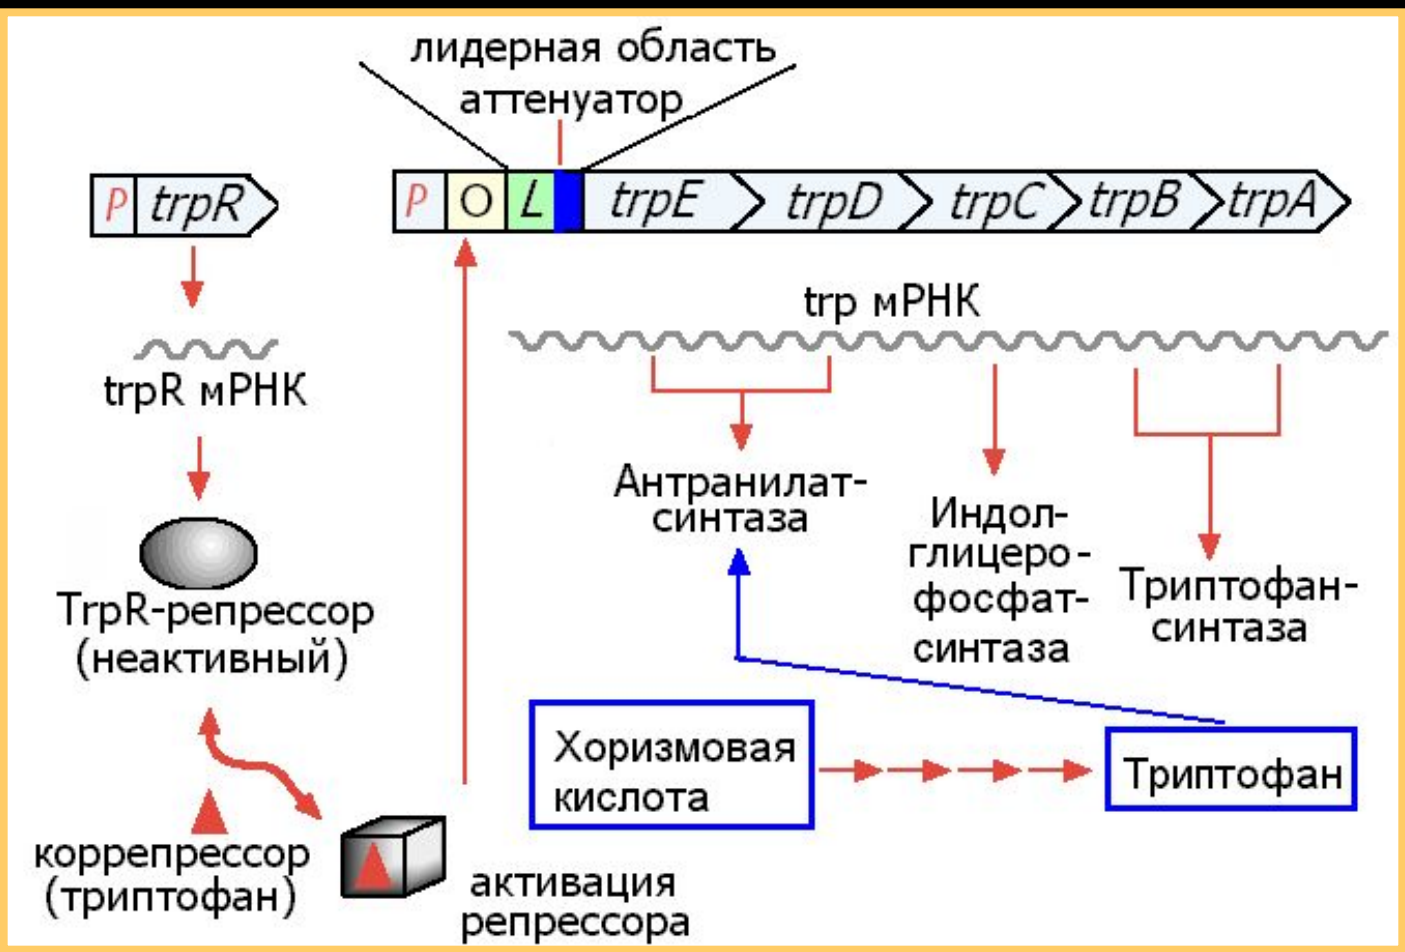 лидерная область
аттенуатор
P trpR
P O L trpE trpD trpC trpB trpA
trp мРНК
trpR мРНК
Антранилат-
синтаза
Индол-
глицеро-
фосфат-
синтаза
Триптофан-
синтаза
TrpR-репрессор
(неактивный)
Хоризмовая
кислота
Триптофан
коррепрессор
(триптофан)
активация
репрессора